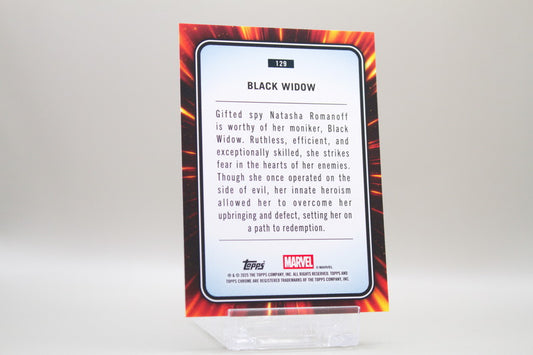 129
BLACK WIDOW
Gifted spy Natasha Romanoff
is worthy of her moniker, Black
Widow. Ruthless, efficient, and
exceptionally skilled, she strikes
fear in the hearts of her enemies.
Though she once operated on the
side of evil, her innate heroism
allowed her to overcome her
upbringing and defect, setting her on
a path to redemption.
Topps MARVEL
© MARVEL
® & © 2025 THE TOPPS COMPANY, INC. ALL RIGHTS RESERVED. TOPPS AND
TOPPS CHROME ARE REGISTERED TRADEMARKS OF THE TOPPS COMPANY, INC.